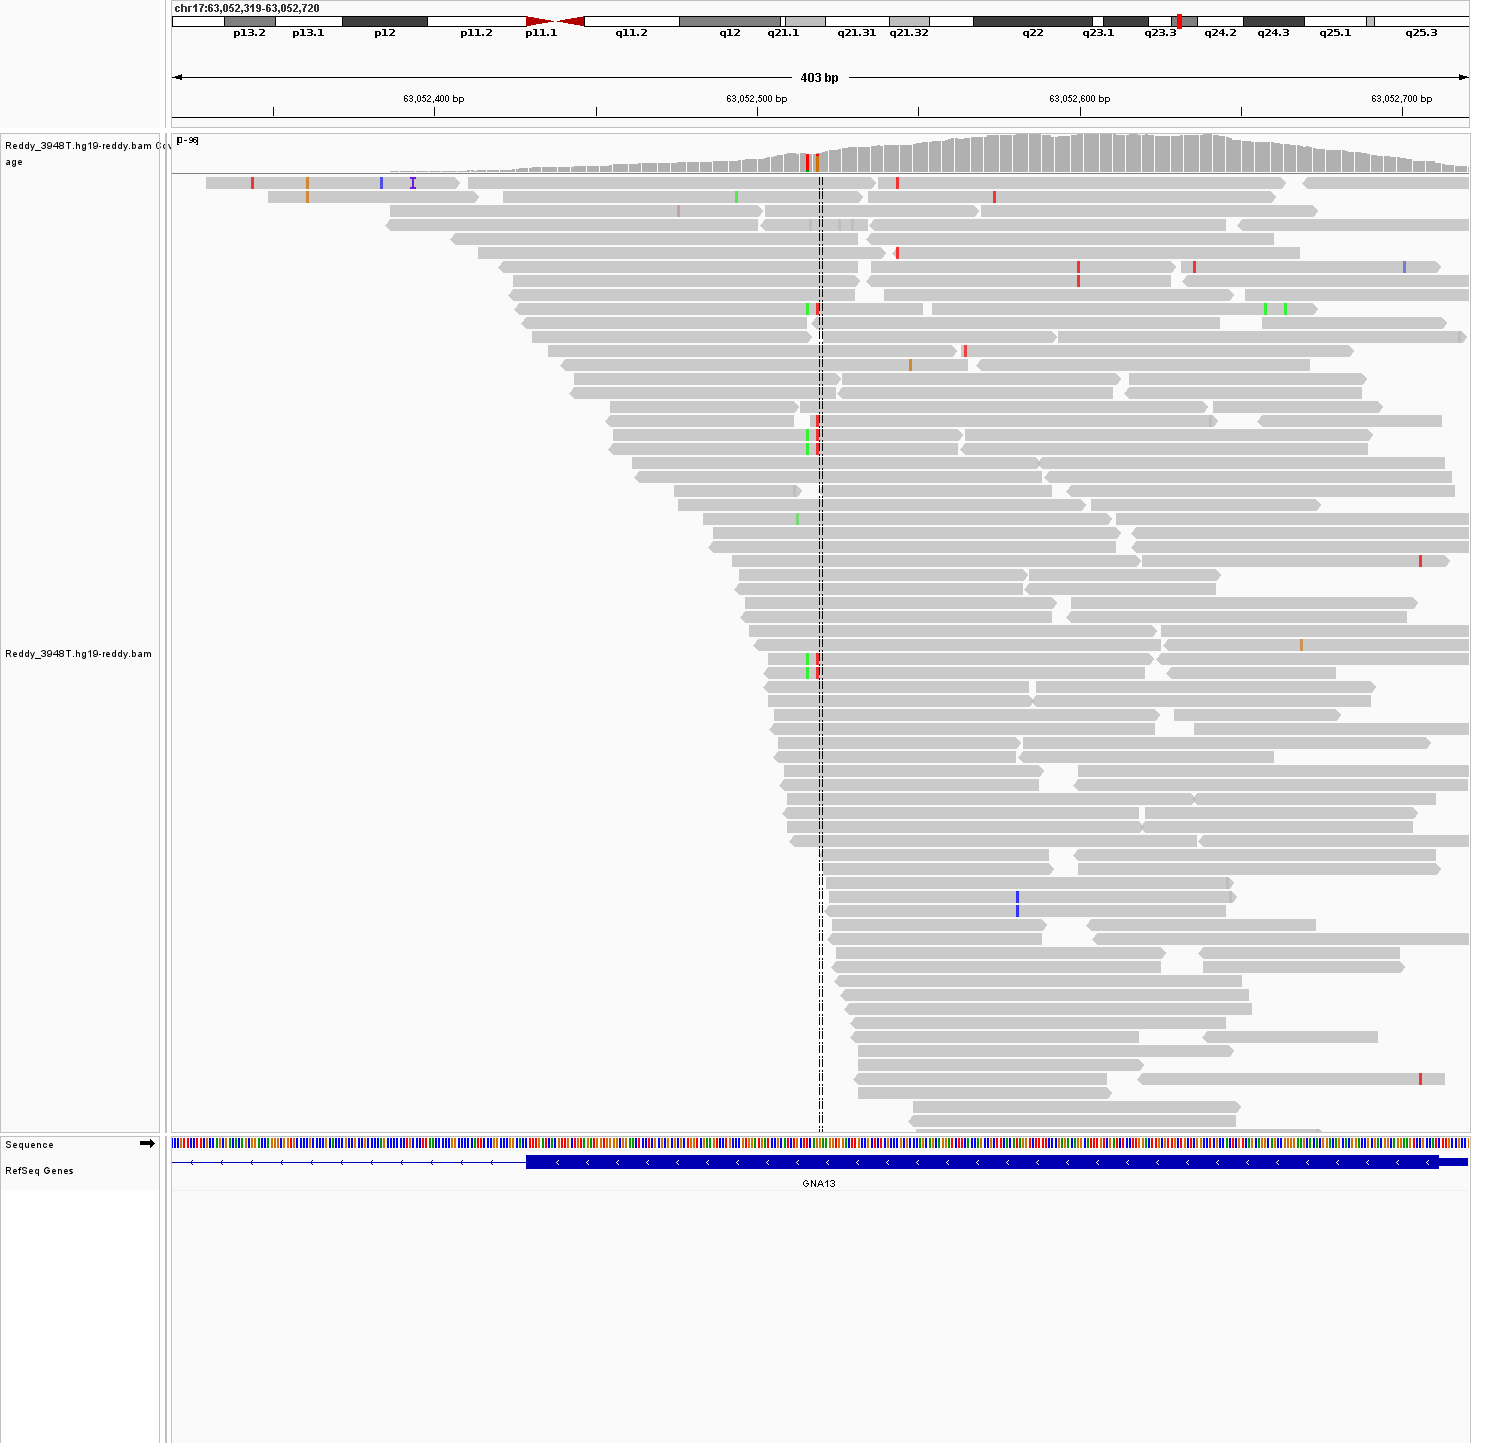 chr17:63,052,319-63,052,720
p13.2 p13.1 p12 p11.2 p11.1 q11.2 q12 q21.1 q21.31 q21.32 q22 q23.1 q23.3 q24.2 q24.3 q25.1 q25.3
403 bp
63,052,400 bp 63,052,500 bp 63,052,600 bp 63,052,700 bp
Reddy_3948T.hg19-reddy.bam Cov
age
[0-96]
Reddy_3948T.hg19-reddy.bam
Sequence
RefSeq Genes
GNA13